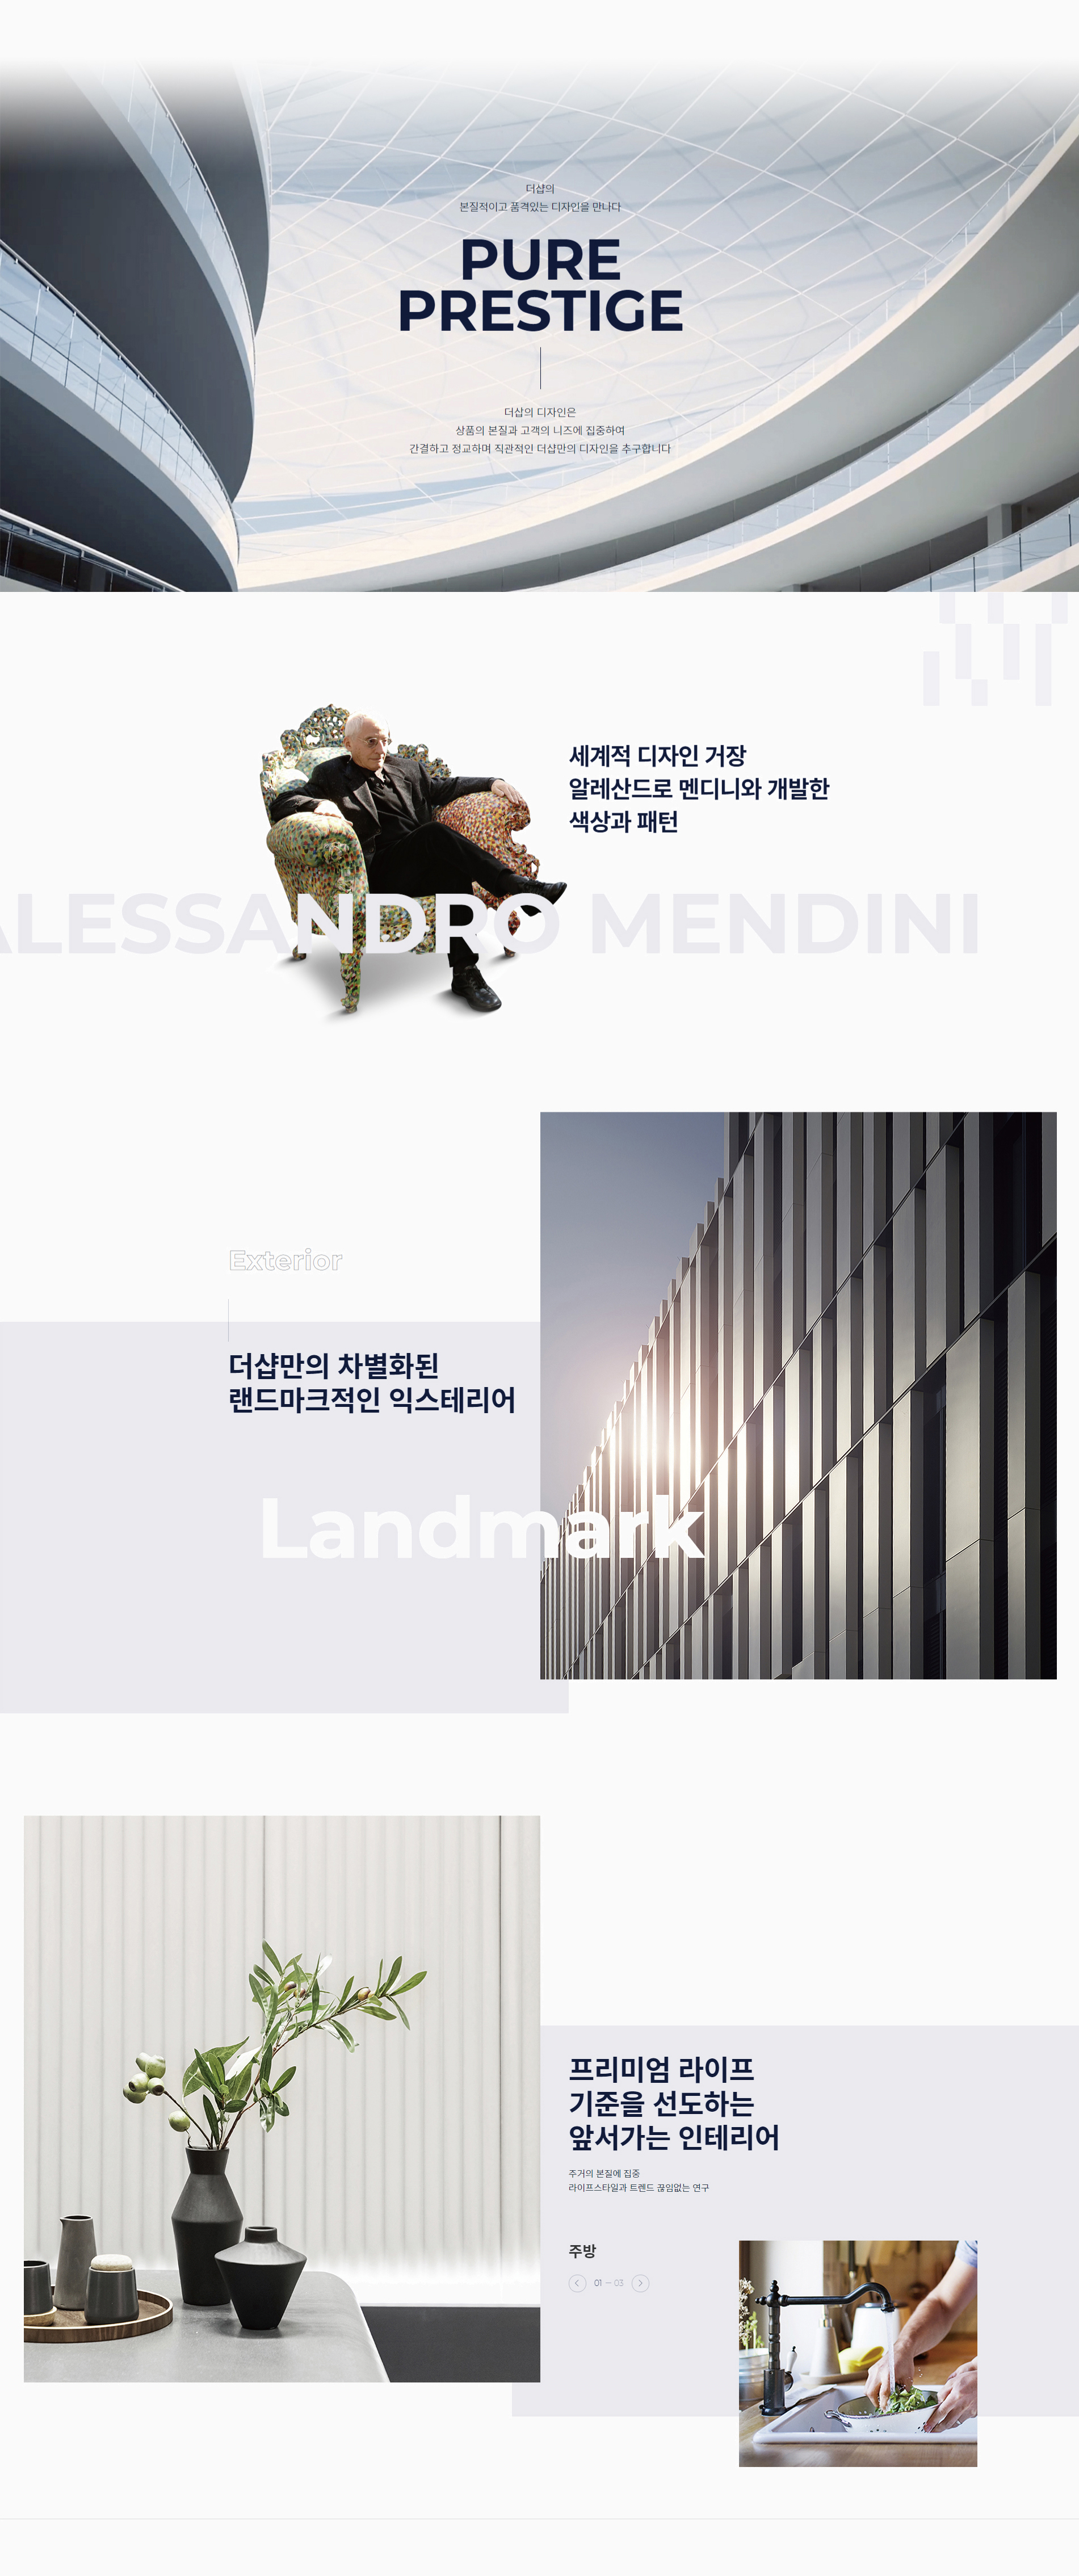 더샵의
본질적이고 품격있는 디자인을 만나다
PURE
PRESTIGE
더샵의 디자인은
상품의 본질과 고객의 니즈에 집중하여
간결하고 정교하며 직관적인 더샵만의 디자인을 추구합니다
세계적 디자인 거장
알레산드로 멘디니와 개발한
색상과 패턴
ALESSANDRO MENDINI
Exterior
더샵만의 차별화된
랜드마크적인 익스테리어
Landmark
프리미엄 라이프
기준을 선도하는
앞서가는 인테리어
주거의 본질에 집중
라이프스타일과 트렌드 끊임없는 연구
주방
01 — 03